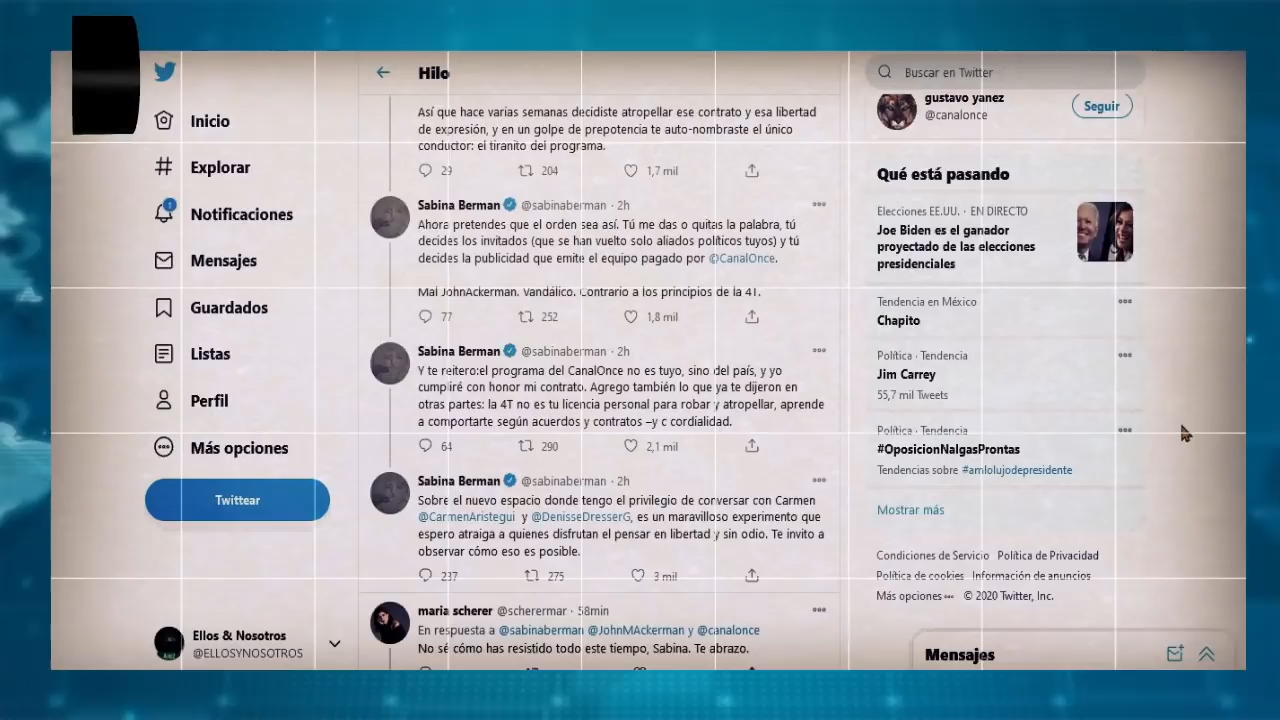 Inicio
Explorar
1
Notificaciones
Mensajes
Guardados
Listas
Perfil
Más opciones
Twittear
Ellos & Nosotros
@ELLOSYNOSOTROS
Hilo
Así que hace varias semanas decidiste atropellar ese contrato y esa libertad
de expresión, y en un golpe de prepotencia te auto-nombraste el único
conductor: el tiranito del programa.
29 204 1,7 mil
Sabina Berman @sabinaberman · 2h
Ahora pretendes que el orden sea así. Tú me das o quitas la palabra, tú
decides los invitados (que se han vuelto solo aliados políticos tuyos) y tú
decides la publicidad que emite el equipo pagado por @CanalOnce.
Mal JohnAckerman. Vandálico. Contrario a los principios de la 4T.
77 252 1,8 mil
Sabina Berman @sabinaberman · 2h
Y te reitero:el programa del CanalOnce no es tuyo, sino del país, y yo
cumpliré con honor mi contrato. Agrego también lo que ya te dijeron en
otras partes: la 4T no es tu licencia personal para robar y atropellar, aprende
a comportarte según acuerdos y contratos –y c cordialidad.
64 290 2,1 mil
Sabina Berman @sabinaberman · 2h
Sobre el nuevo espacio donde tengo el privilegio de conversar con Carmen
@CarmenAristegui y @DenisseDresserG, es un maravilloso experimento que
espero atraiga a quienes disfrutan el pensar en libertad y sin odio. Te invito a
observar cómo eso es posible.
237 275 3 mil
maria scherer @scherermar · 58min
En respuesta a @sabinaberman @JohnMAckerman y @canalonce
No sé cómo has resistido todo este tiempo, Sabina. Te abrazo.
Buscar en Twitter
gustavo yanez
@canalonce
Seguir
Qué está pasando
Elecciones EE.UU. · EN DIRECTO
Joe Biden es el ganador
proyectado de las elecciones
presidenciales
Tendencia en México
Chapito
Política · Tendencia
Jim Carrey
55,7 mil Tweets
Política · Tendencia
#OposicionNalgasProntas
Tendencias sobre #amlolujodepresidente
Mostrar más
Condiciones de Servicio Política de Privacidad
Política de cookies Información de anuncios
Más opciones © 2020 Twitter, Inc.
Mensajes